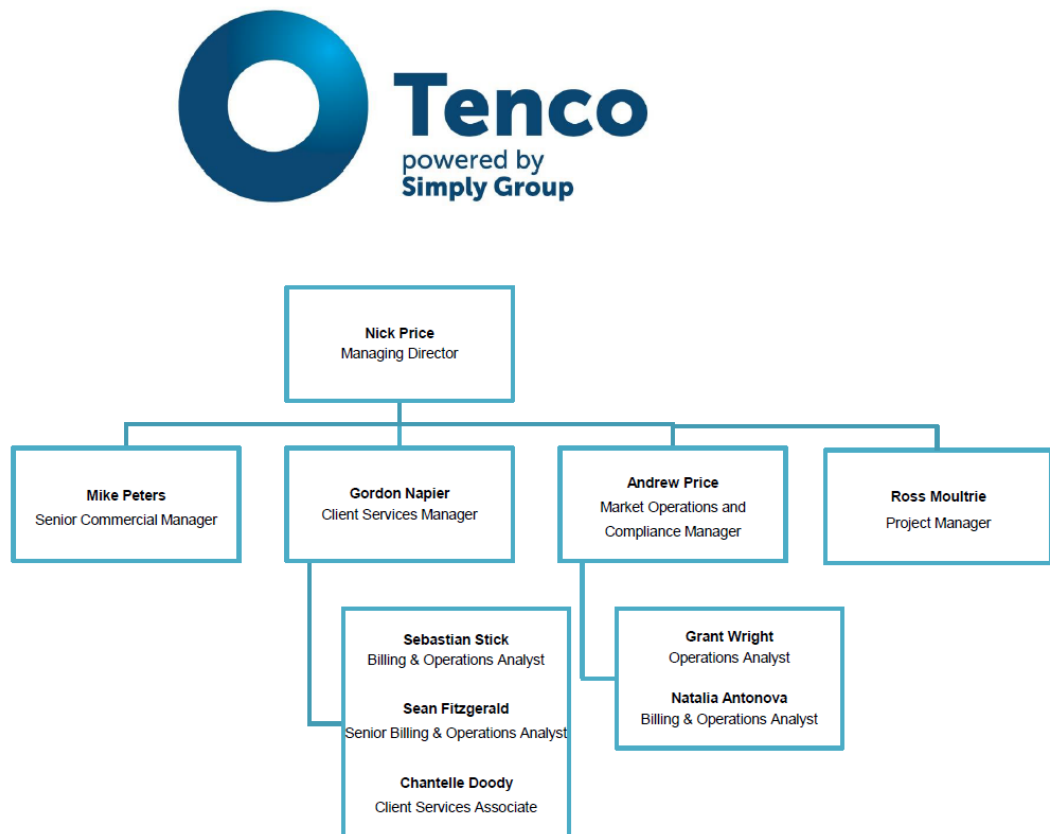 Tenco
powered by
Simply Group
Nick Price
Managing Director
Mike Peters
Senior Commercial Manager
Gordon Napier
Client Services Manager
Andrew Price
Market Operations and
Compliance Manager
Ross Moultrie
Project Manager
Sebastian Stick
Billing & Operations Analyst
Sean Fitzgerald
Senior Billing & Operations Analyst
Chantelle Doody
Client Services Associate
Grant Wright
Operations Analyst
Natalia Antonova
Billing & Operations Analyst